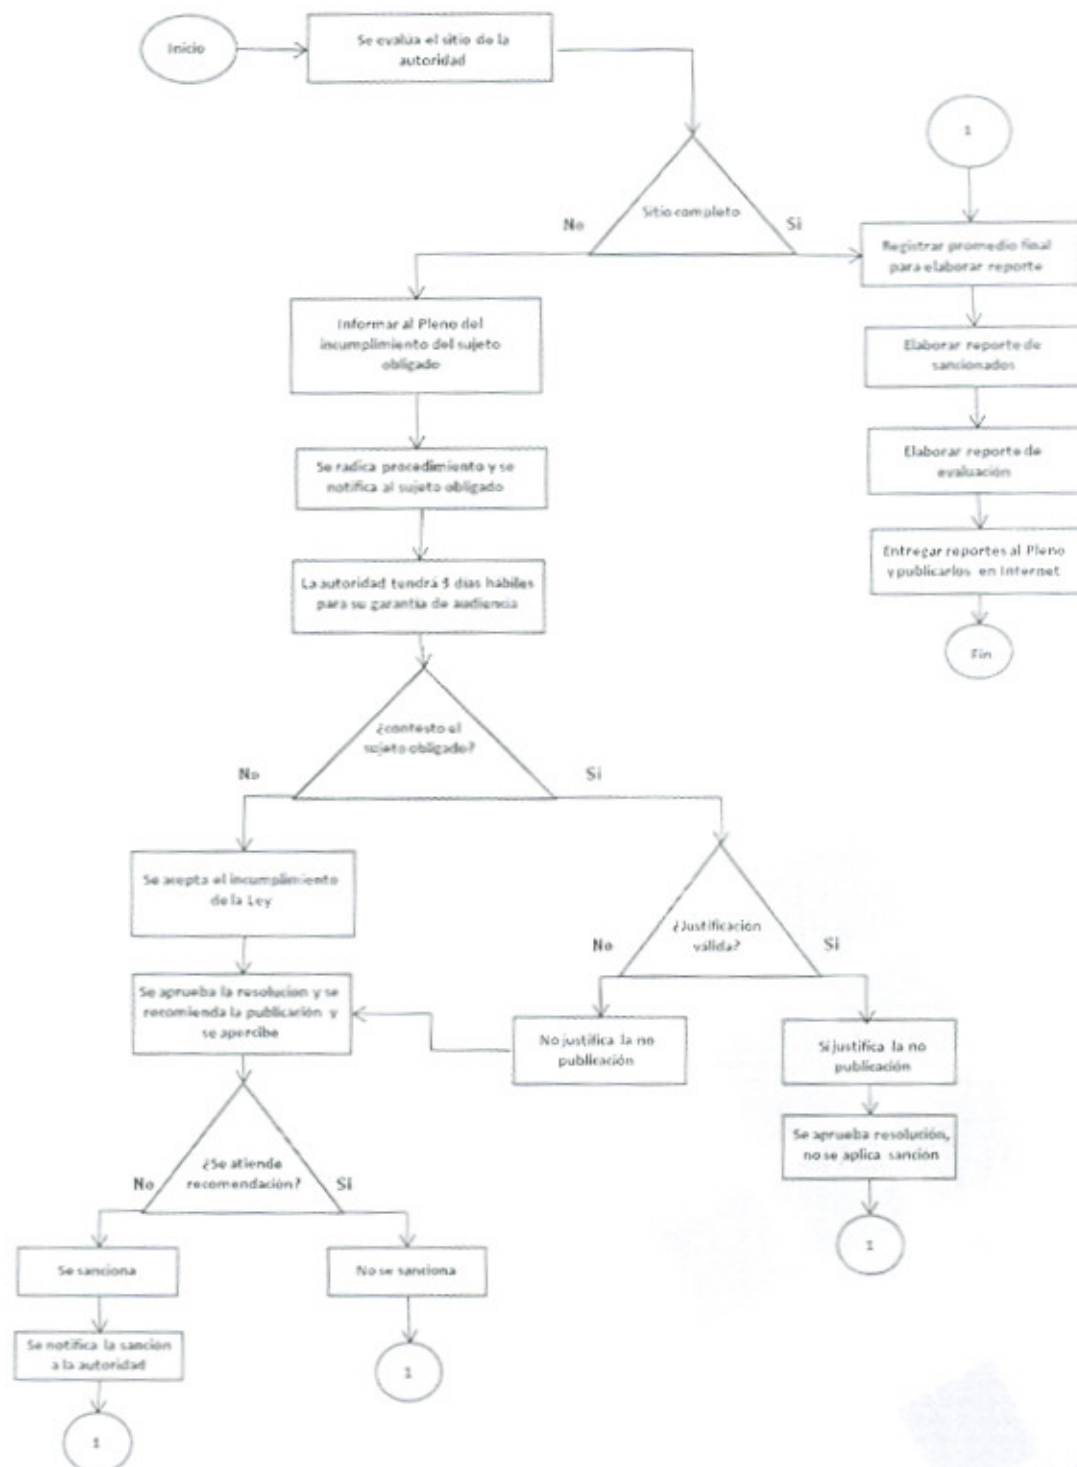 Inicio
Se evalúa el sitio de la
autoridad
1
Sitio completo
No
Si
Registrar promedio final
para elaborar reporte
Informar al Pleno del
incumplimiento del sujeto
obligado
Elaborar reporte de
sancionados
Se radica procedimiento y se
notifica al sujeto obligado
Elaborar reporte de
evaluación
Entregar reportes al Pleno
y publicarlos en Internet
La autoridad tendrá 3 días hábiles
para su garantía de audiencia
Fin
¿contesto el
sujeto obligado?
No
Si
Se acepta el incumplimiento
de la Ley
¿Justificación
válida?
No
Si
Se aprueba la resolucion y se
recomienda la publicación y
se apercibe
No justifica la no
publicación
Si justifica la no
publicación
Se aprueba resolución,
no se aplica sanción
¿Se atiende
recomendación?
No
Si
1
Se sanciona
No se sanciona
Se notifica la sancion
a la autoridad
1
1